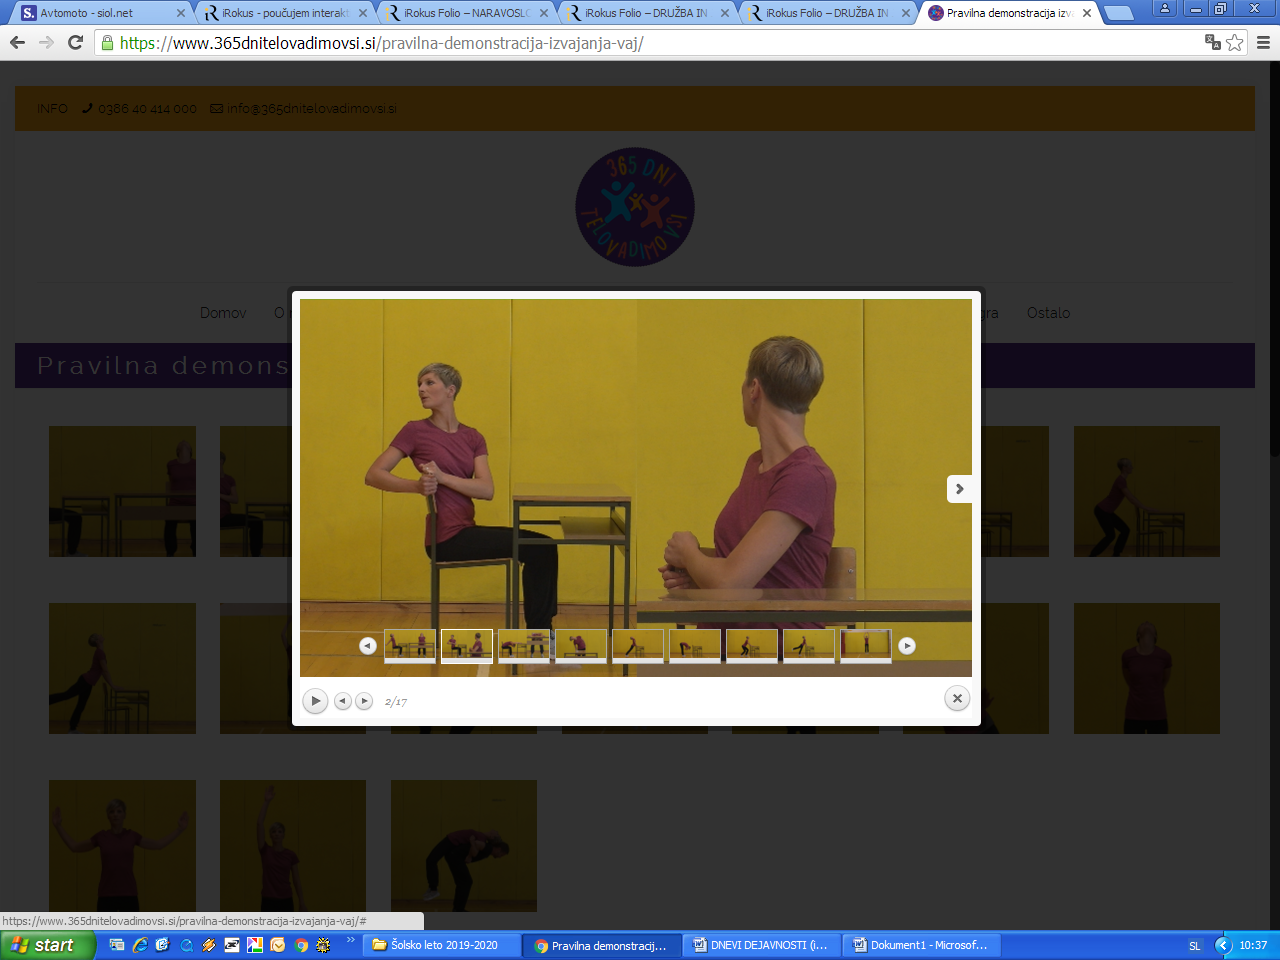 Avtomoto - siol.net
iRokus - poučujem interakt
iRokus Folio – NARAVOSLO
iRokus Folio – DRUŽBA IN
iRokus Folio – DRUŽBA IN
Pravilna demonstracija izva
https://www.365dnitelovadimovsi.si/pravilna-demonstracija-izvajanja-vaj/
INFO 0386 40 414 000 info@365dnitelovadimovsi.si
365 DNI
TELOVADIMO VSI
Domov O Ostalo
Pravilna demons
2/17
https://www.365dnitelovadimovsi.si/pravilna-demonstracija-izvajanja-vaj/#
start
Šolsko leto 2019-2020
Pravilna demonstracij...
DNEVI DEJAVNOSTI (i...
Dokument1 - Microsof...
SL
10:37